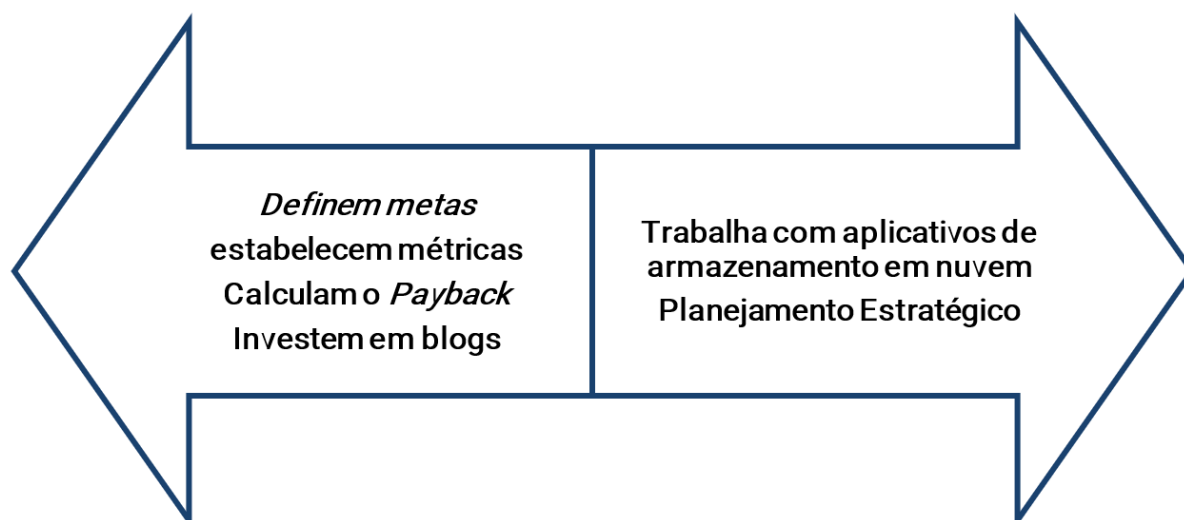 Definem metas
estabelecem métricas
Calculam o Payback
Investem em blogs
Trabalha com aplicativos de
armazenamento em nuvem
Planejamento Estratégico